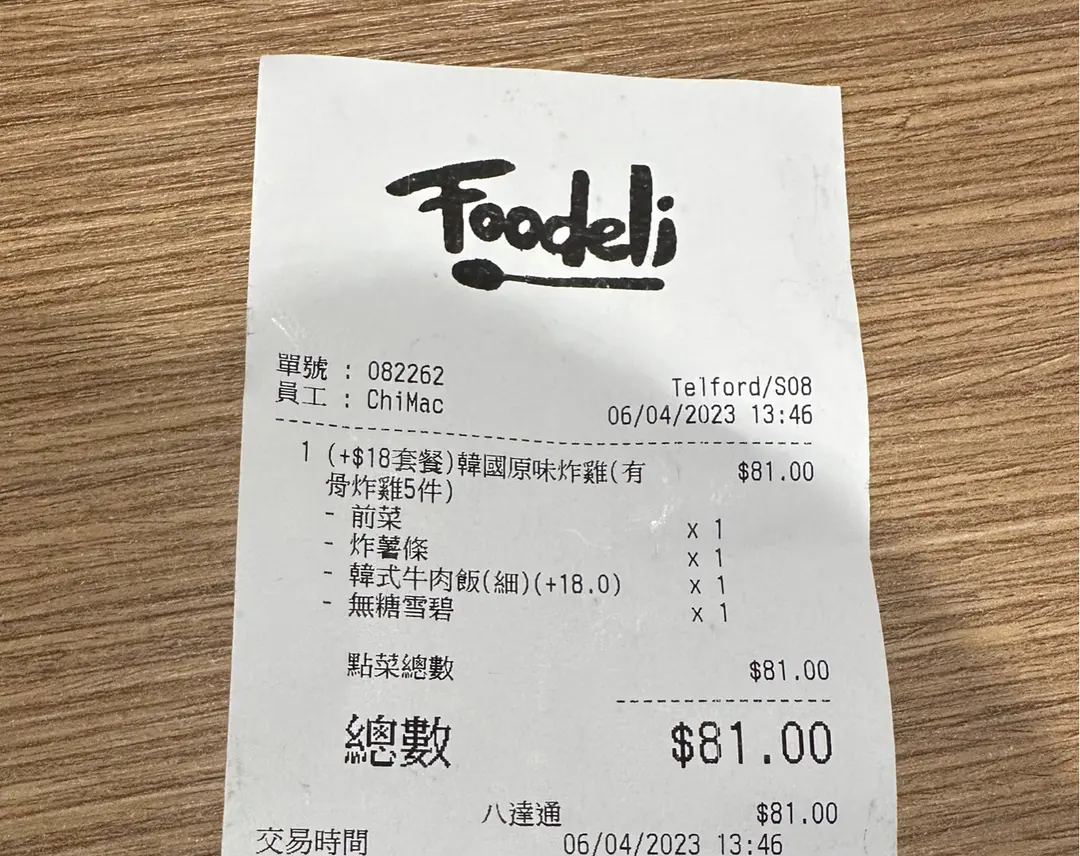 Foodeli
單號 : 082262
Telford/S08
員工 : ChiMac
06/04/2023 13:46
1 (+$18套餐)韓國原味炸雞(有 $81.00
骨炸雞5件)
- 前菜 x 1
- 炸薯條 x 1
- 韓式牛肉飯(細)(+18.0) x 1
- 無糖雪碧 x 1
點菜總數 $81.00
總數 $81.00
八達通 $81.00
交易時間 06/04/2023 13:46